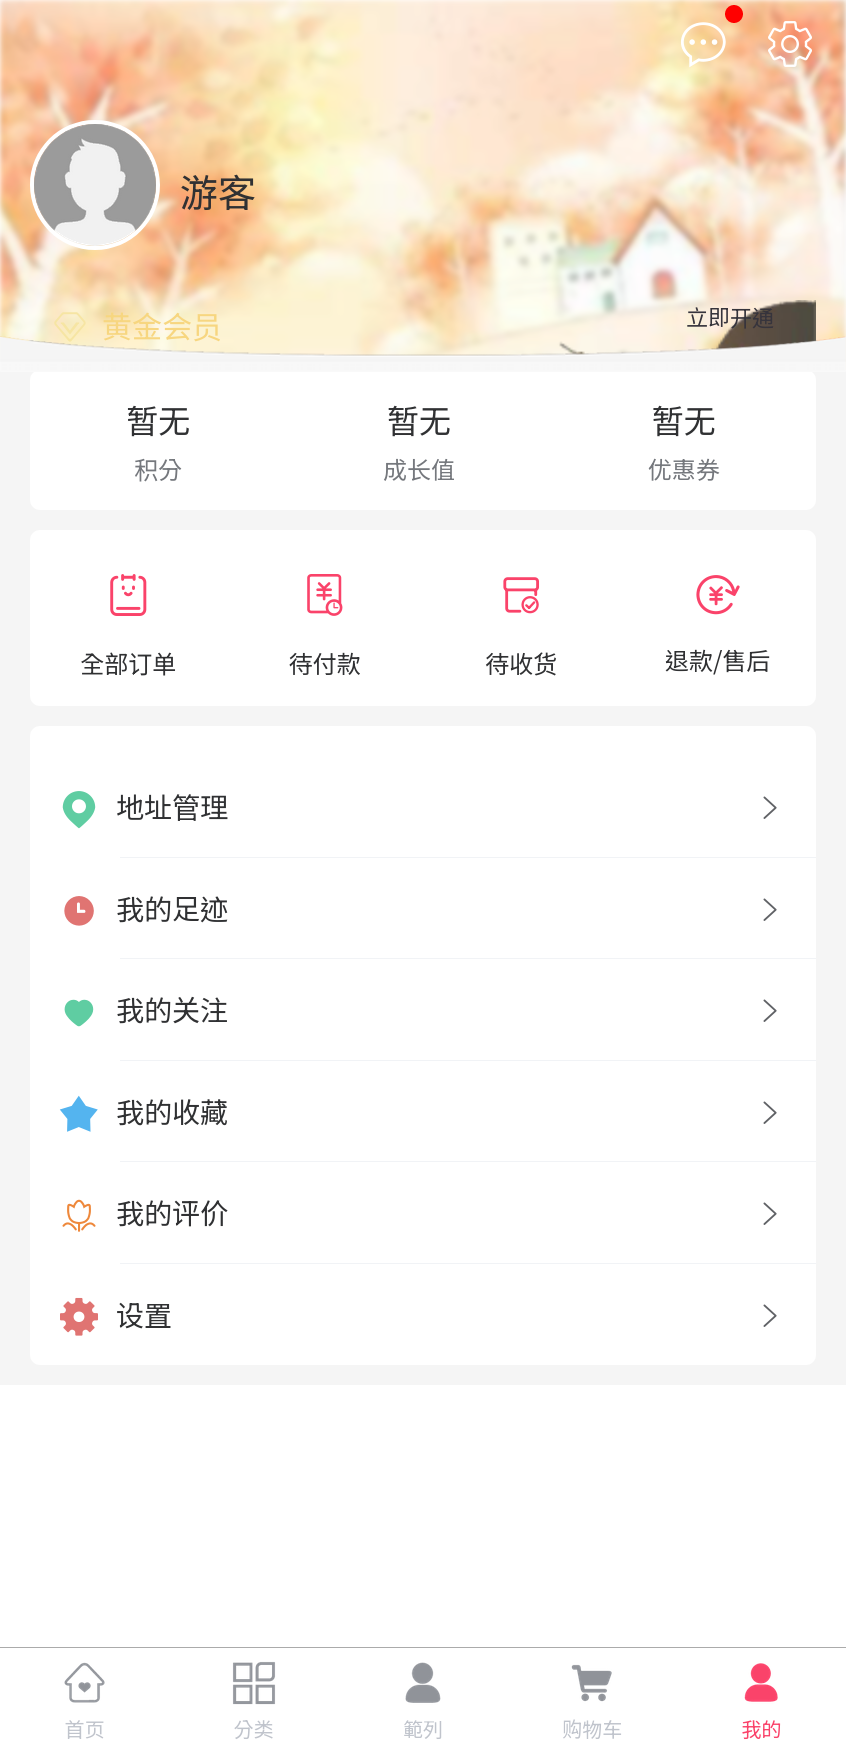 游客
黄金会员
立即开通
暂无 暂无 暂无
积分 成长值 优惠券
全部订单 待付款 待收货 退款/售后
地址管理
我的足迹
我的关注
我的收藏
我的评价
设置
首页 分类 範列 购物车 我的